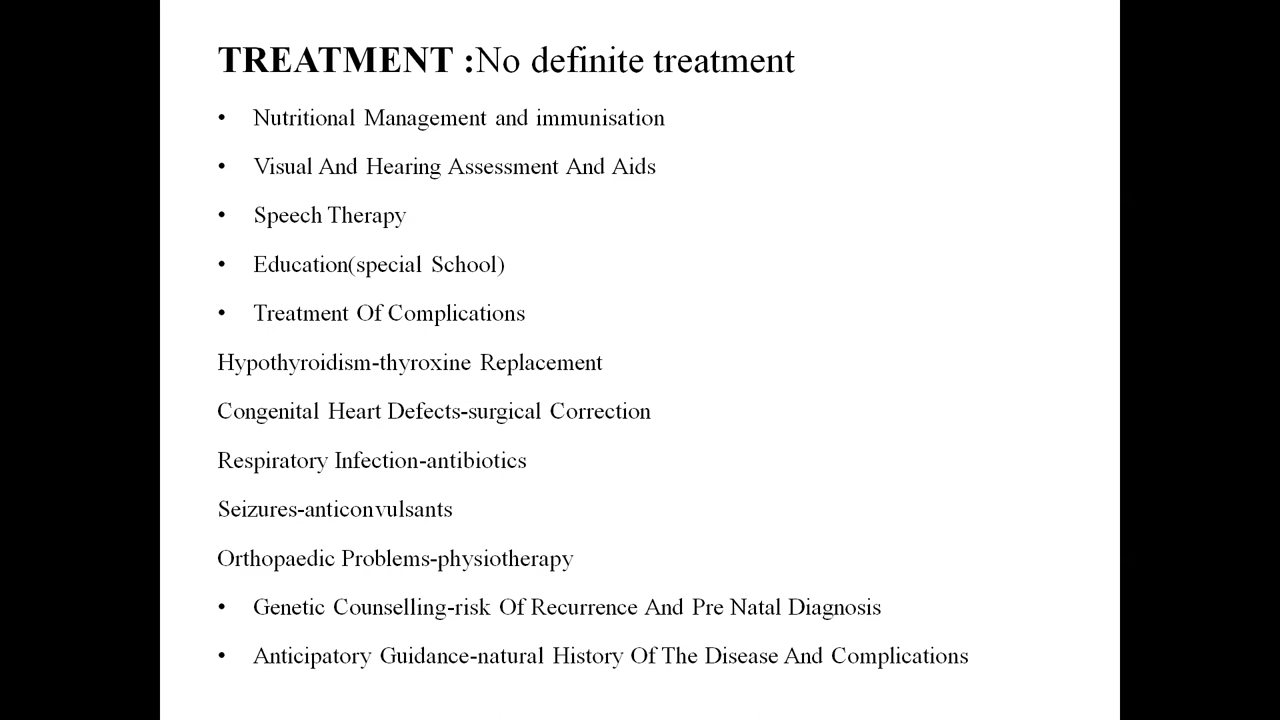 TREATMENT :No definite treatment
• Nutritional Management and immunisation
• Visual And Hearing Assessment And Aids
• Speech Therapy
• Education(special School)
• Treatment Of Complications
Hypothyroidism-thyroxine Replacement
Congenital Heart Defects-surgical Correction
Respiratory Infection-antibiotics
Seizures-anticonvulsants
Orthopaedic Problems-physiotherapy
• Genetic Counselling-risk Of Recurrence And Pre Natal Diagnosis
• Anticipatory Guidance-natural History Of The Disease And Complications